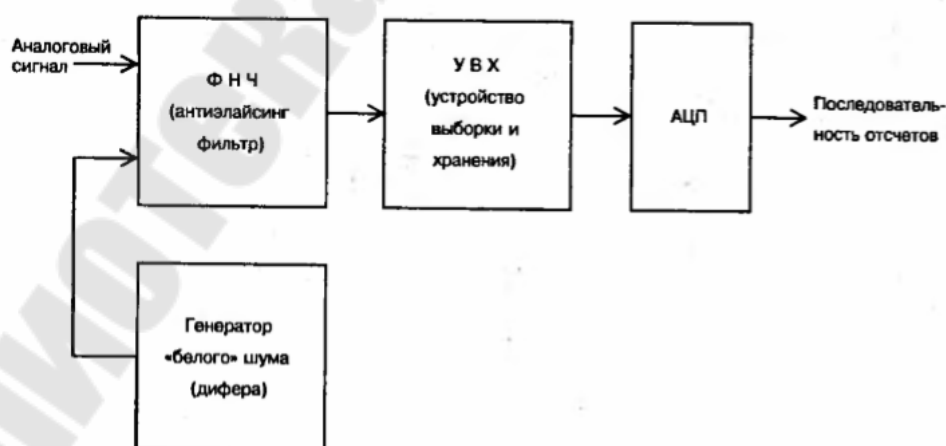 Аналоговый
сигнал
Ф Н Ч
(антиэлайсинг
фильтр)
У В Х
(устройство
выборки и
хранения)
АЦП
Последователь-
ность отсчетов
Генератор
«белого» шума
(дифера)